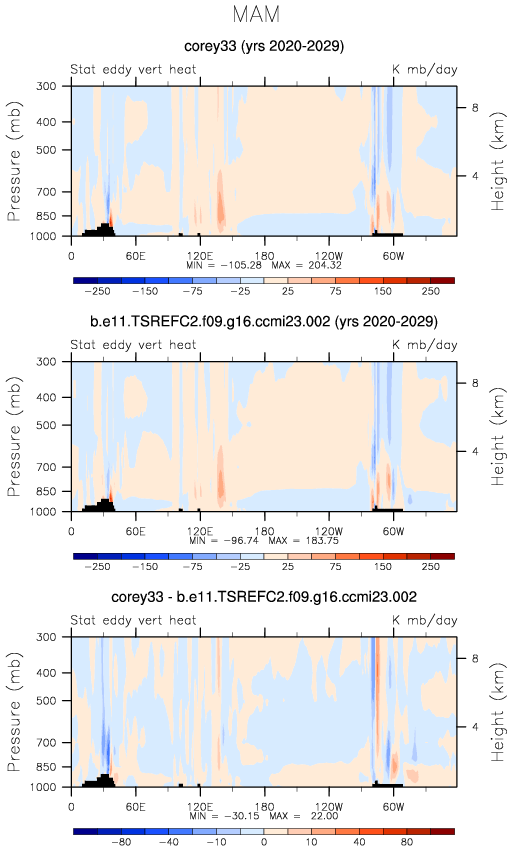 MAM
corey33 (yrs 2020-2029)
Stat eddy vert heat K mb/day
Pressure (mb)
300
400
500
700
850
1000
8
4
Height (km)
0 60E 120E 180 120W 60W
MIN = -105.28 MAX = 204.32
-250 -150 -75 -25 25 75 150 250
b.e11.TSREFC2.f09.g16.ccmi23.002 (yrs 2020-2029)
Stat eddy vert heat K mb/day
Pressure (mb)
300
400
500
700
850
1000
8
4
Height (km)
0 60E 120E 180 120W 60W
MIN = -96.74 MAX = 183.75
-250 -150 -75 -25 25 75 150 250
corey33 - b.e11.TSREFC2.f09.g16.ccmi23.002
Stat eddy vert heat K mb/day
Pressure (mb)
300
400
500
700
850
1000
8
4
Height (km)
0 60E 120E 180 120W 60W
MIN = -30.15 MAX = 22.00
-80 -40 -10 0 10 40 80